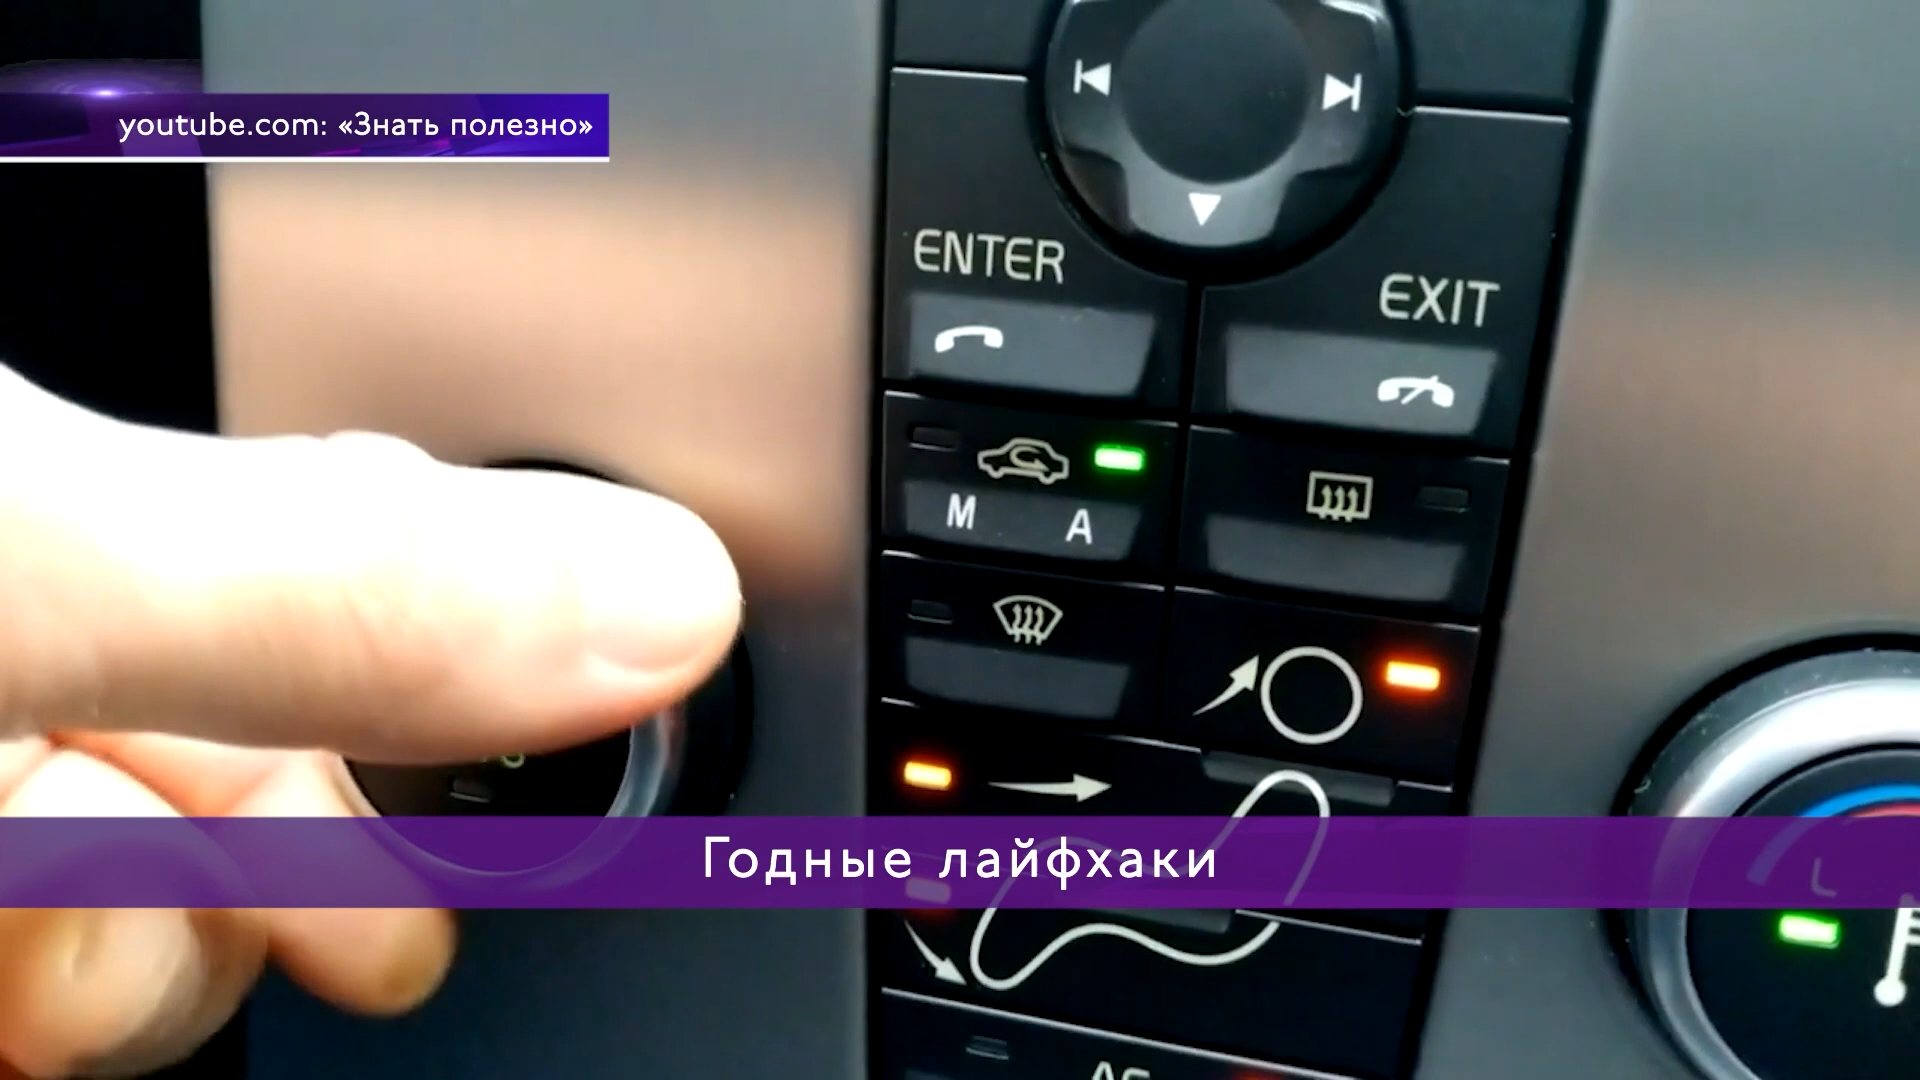 youtube.com: «Знать полезно»
ENTER
EXIT
M A
Годные лайфхаки
L